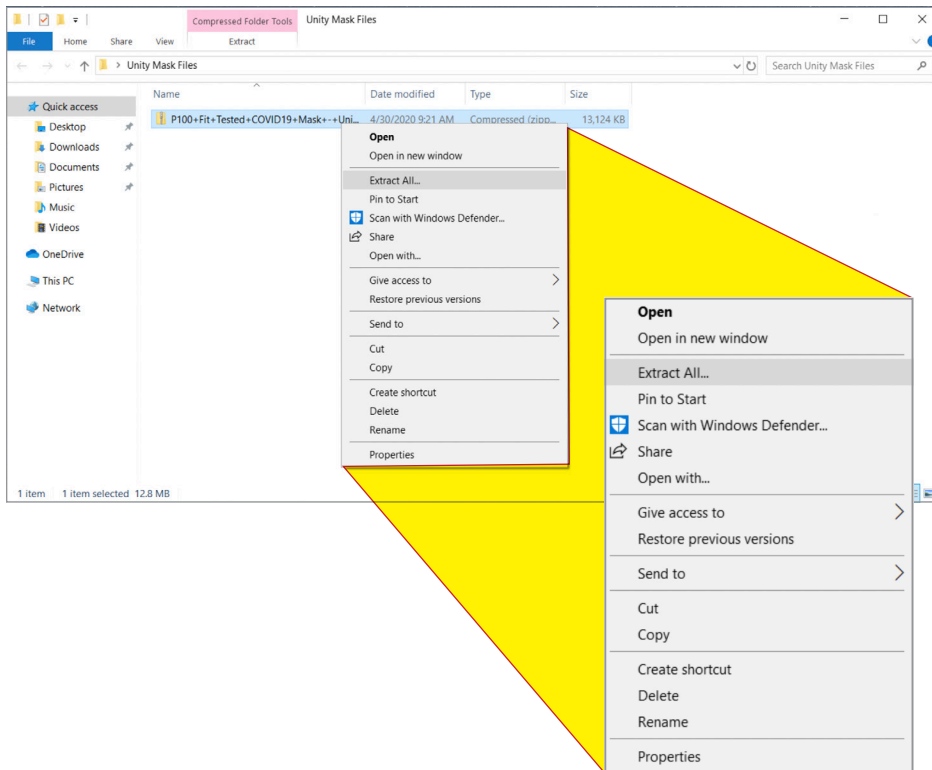 Compressed Folder Tools Unity Mask Files
File Home Share View Extract
Unity Mask Files Search Unity Mask Files
Name Date modified Type Size
Quick access
P100+Fit+Tested+COVID19+Mask+-+Uni... 4/30/2020 9:21 AM Compressed (zipp... 13,124 KB
Desktop
Downloads
Documents
Pictures
Music
Videos
OneDrive
This PC
Network
Open
Open in new window
Extract All...
Pin to Start
Scan with Windows Defender...
Share
Open with...
Give access to
Restore previous versions
Send to
Cut
Copy
Create shortcut
Delete
Rename
Properties
1 item 1 item selected 12.8 MB
Open
Open in new window
Extract All...
Pin to Start
Scan with Windows Defender...
Share
Open with...
Give access to
Restore previous versions
Send to
Cut
Copy
Create shortcut
Delete
Rename
Properties